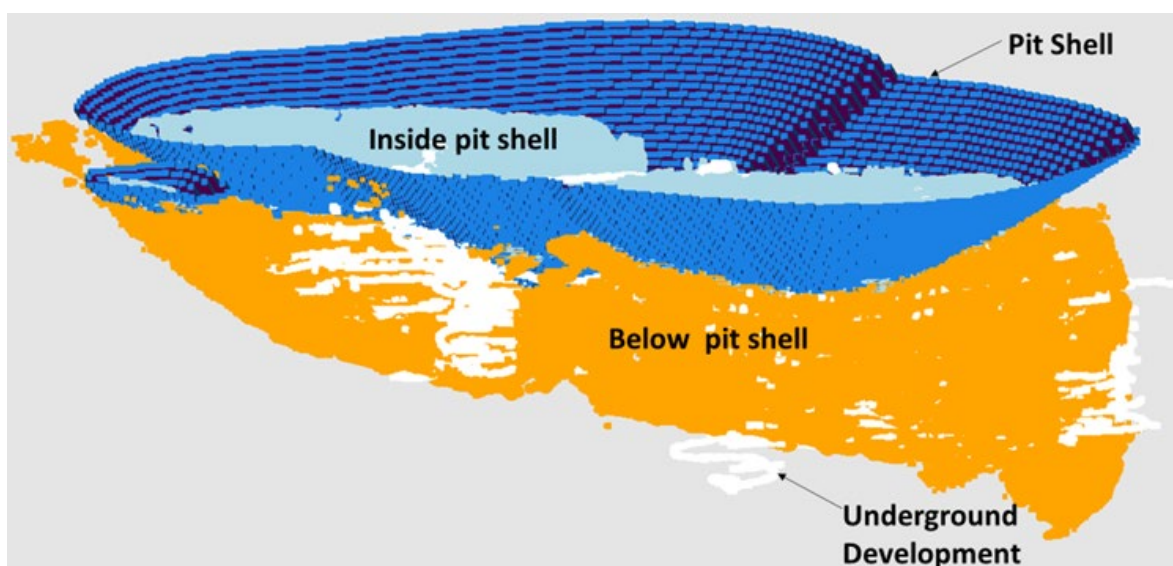 Pit Shell
Inside pit shell
Below pit shell
Underground
Development